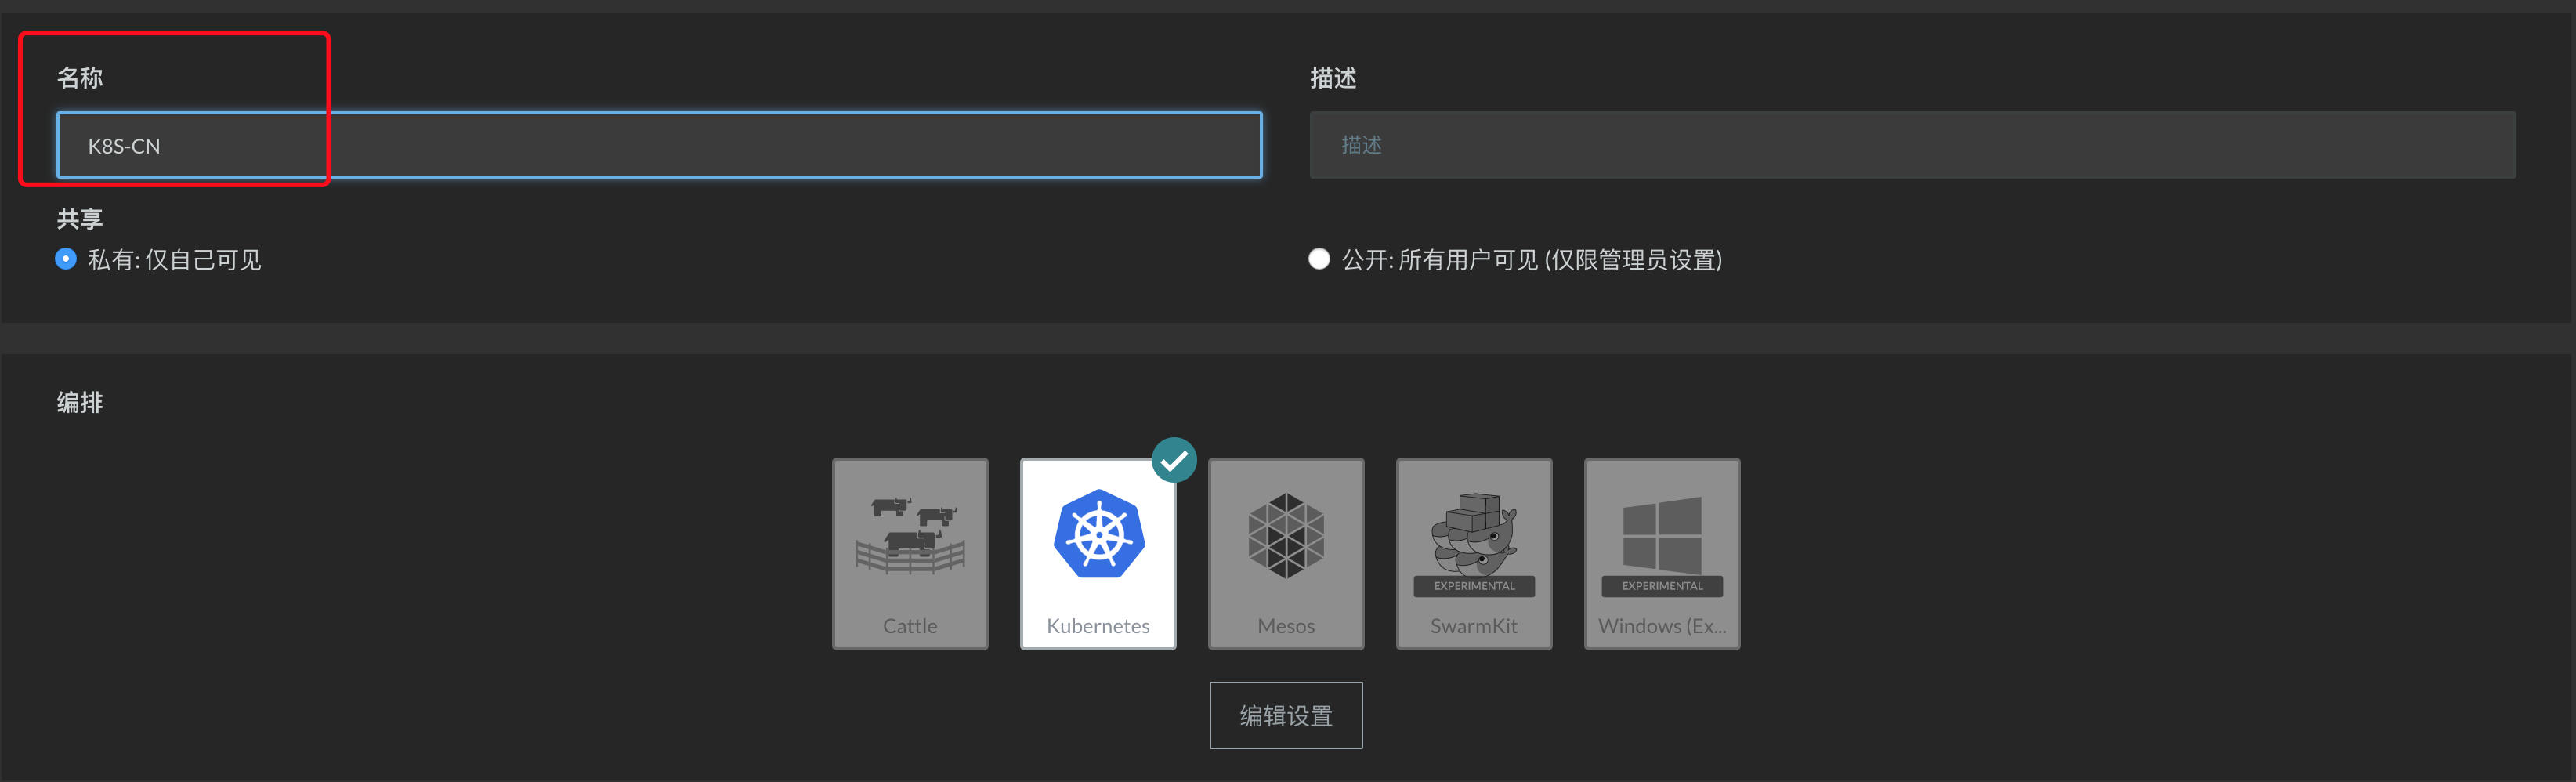 名称
描述
K8S-CN
描述
共享
私有: 仅自己可见
公开: 所有用户可见 (仅限管理员设置)
编排
EXPERIMENTAL
EXPERIMENTAL
Cattle
Kubernetes
Mesos
SwarmKit
Windows (Ex...
编辑设置